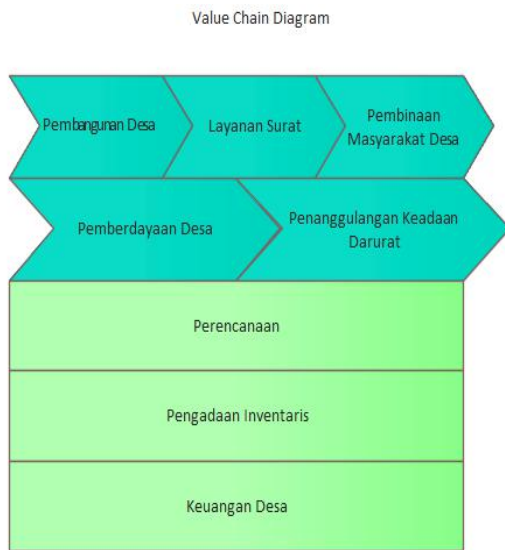 Value Chain Diagram
Pembangunan Desa
Layanan Surat
Pembinaan
Masyarakat Desa
Pemberdayaan Desa
Penanggulangan Keadaan
Darurat
Perencanaan
Pengadaan Inventaris
Keuangan Desa